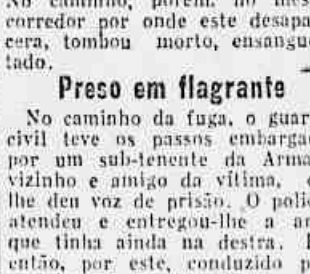 No caminho, porém, no mes
corredor por onde este desapa
cera, tombou morto, ensangue
tado.
Preso em flagrante
No caminho da fuga, o guar
civil teve os passos embarga
por um sub-tenente da Arma
vizinho e amigo da vítima,
lhe deu voz de prisão. O poli
atendeu e entregou-lhe a ar
que tinha ainda na destra.
então, por este, conduzido p